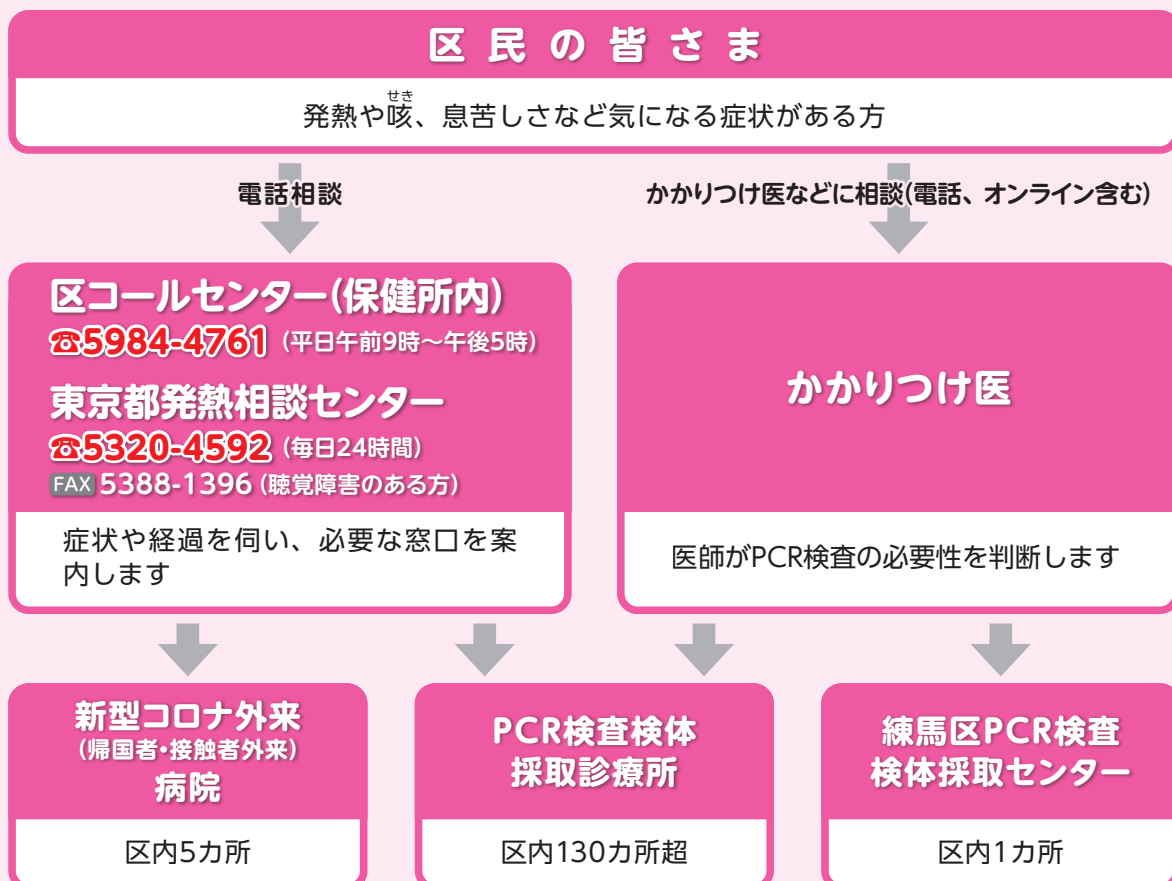 区民の皆さま
せき
発熱や咳、息苦しさなど気になる症状がある方
電話相談
かかりつけ医などに相談(電話、オンライン含む)
区コールセンター(保健所内)
☎5984-4761(平日午前9時〜午後5時)
東京都発熱相談センター
☎5320-4592(毎日24時間)
FAX 5388-1396(聴覚障害のある方)
症状や経過を伺い、必要な窓口を案
内します
かかりつけ医
医師がPCR検査の必要性を判断します
新型コロナ外来
(帰国者・接触者外来)
病院
区内5カ所
PCR検査検体
採取診療所
区内130カ所超
練馬区PCR検査
検体採取センター
区内1カ所